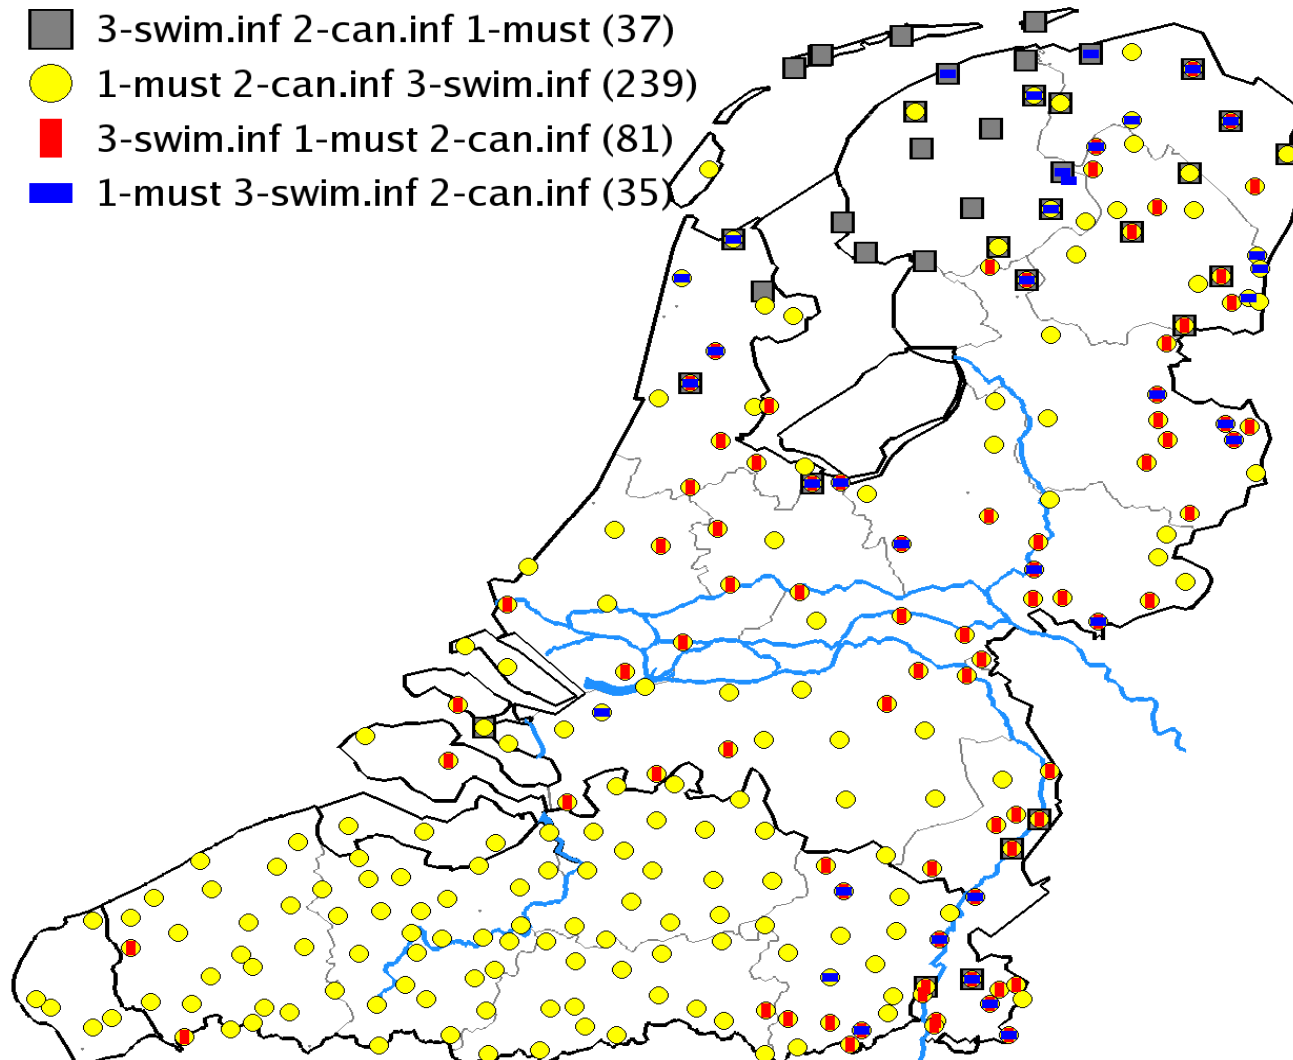 3-swim.inf 2-can.inf 1-must (37)
1-must 2-can.inf 3-swim.inf (239)
3-swim.inf 1-must 2-can.inf (81)
1-must 3-swim.inf 2-can.inf (35)